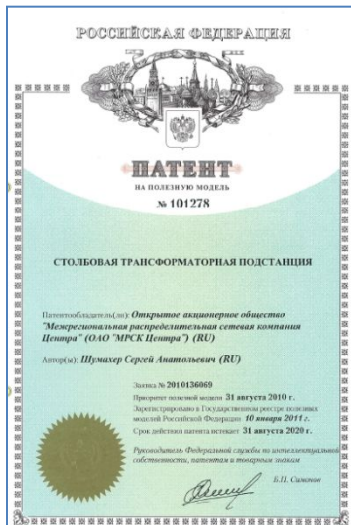 РОССИЙСКАЯ ФЕДЕРАЦИЯ
ПАТЕНТ
НА ПОЛЕЗНУЮ МОДЕЛЬ
№ 101278
СТОЛБОВАЯ ТРАНСФОРМАТОРНАЯ ПОДСТАНЦИЯ
Патентообладатель(ли): Открытое акционерное общество
"Межрегиональная распределительная сетевая компания
Центра" (ОАО "МРСК Центра") (RU)
Автор(ы): Шумахер Сергей Анатольевич (RU)
Заявка № 2010136069
Приоритет полезной модели 31 августа 2010 г.
Зарегистрировано в Государственном реестре полезных
моделей Российской Федерации 10 января 2011 г.
Срок действия патента истекает 31 августа 2020 г.
Руководитель Федеральной службы по интеллектуальной
собственности, патентам и товарным знакам
Б.П. Симонов